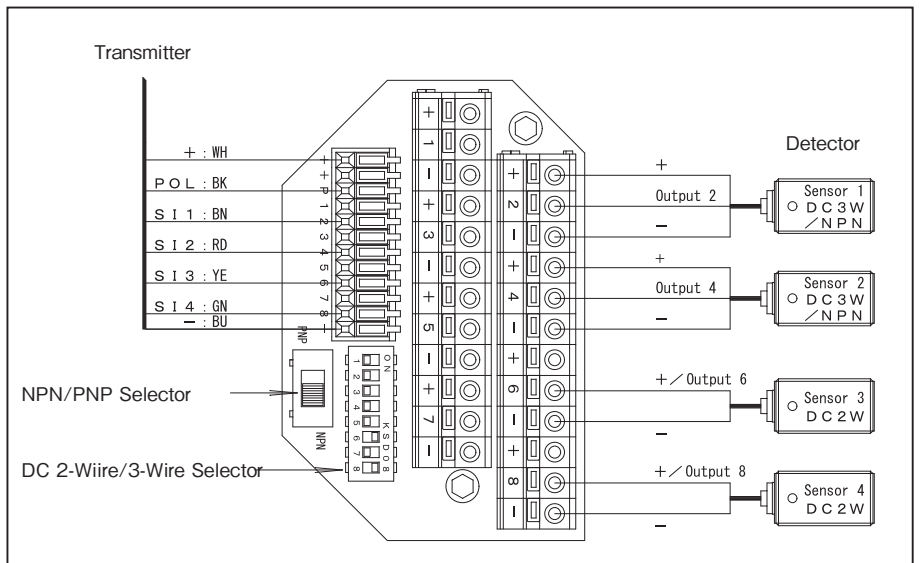 Transmitter
+ : WH
POL : BK
SI1 : BN
SI2 : RD
SI3 : YE
SI4 : GN
− : BU
+
+
P
1
2
3
4
5
6
7
8
−
PNP
NPN
NPN/PNP Selector
DC 2-Wiire/3-Wire Selector
ON
1
2
3
4
5
6
7
8
KSD08
+
1
−
+
3
−
+
5
−
+
7
−
+
2
−
+
4
−
+
6
−
+
8
−
Detector
+
Output 2
−
Sensor 1
DC3W
/NPN
+
Output 4
−
Sensor 2
DC3W
/NPN
+/Output 6
−
Sensor 3
DC2W
+/Output 8
−
Sensor 4
DC2W